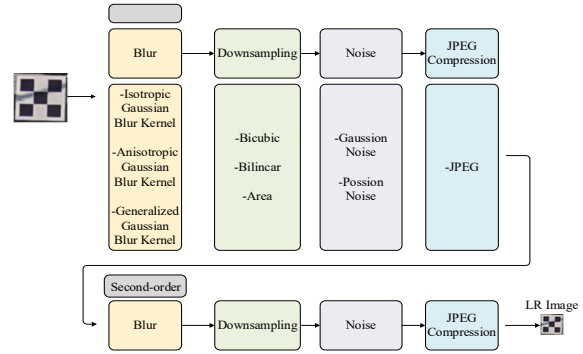 Blur
Downsampling
Noise
JPEG
Compression
-Isotropic
Gaussian
Blur Kernel
-Anisotropic
Gaussian
Blur Kernel
-Generalized
Gaussian
Blur Kernel
-Bicubic
-Bilincar
-Area
-Gaussion
Noise
-Possion
Noise
-JPEG
Second-order
Blur
Downsampling
Noise
JPEG
Compression
LR Image